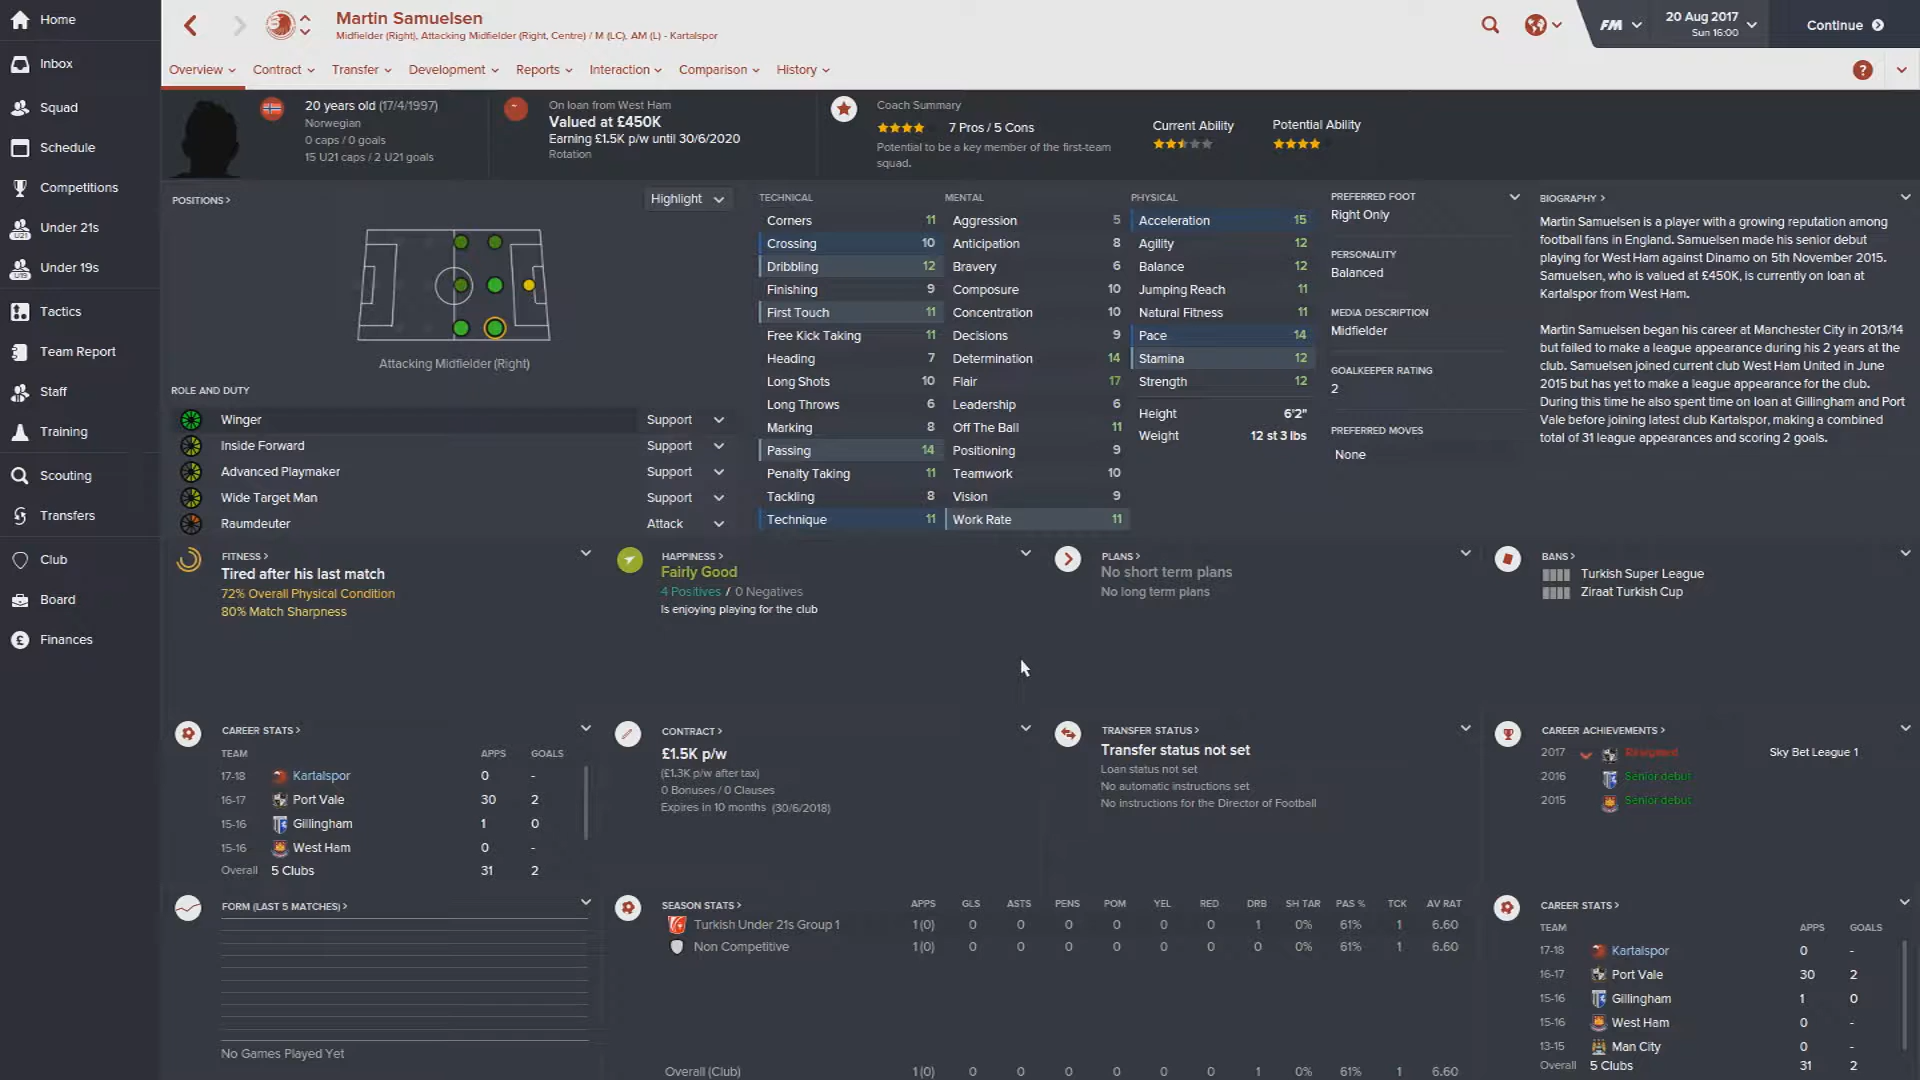 Home
Inbox
Squad
Schedule
Competitions
Under 21s
Under 19s
Tactics
Team Report
Staff
Training
Scouting
Transfers
Club
Board
Finances
Martin Samuelsen
Midfielder (Right), Attacking Midfielder (Right, Centre) / M (LC), AM (L) - Kartalspor
FM
20 Aug 2017
Sun 16:00
Continue
Overview Contract Transfer Development Reports Interaction Comparison History
?
20 years old (17/4/1997)
Norwegian
0 caps / 0 goals
15 U21 caps / 2 U21 goals
On loan from West Ham
Valued at £450K
Earning £1.5K p/w until 30/6/2020
Rotation
Coach Summary
7 Pros / 5 Cons
Potential to be a key member of the first-team
squad.
Current Ability
Potential Ability
POSITIONS >
Highlight
Attacking Midfielder (Right)
ROLE AND DUTY
Winger Support
Inside Forward Support
Advanced Playmaker Support
Wide Target Man Support
Raumdeuter Attack
TECHNICAL
Corners 11
Crossing 10
Dribbling 12
Finishing 9
First Touch 11
Free Kick Taking 11
Heading 7
Long Shots 10
Long Throws 6
Marking 8
Passing 14
Penalty Taking 11
Tackling 8
Technique 11
MENTAL
Aggression 5
Anticipation 8
Bravery 6
Composure 10
Concentration 10
Decisions 9
Determination 14
Flair 17
Leadership 6
Off The Ball 11
Positioning 9
Teamwork 10
Vision 9
Work Rate 11
PHYSICAL
Acceleration 15
Agility 12
Balance 12
Jumping Reach 11
Natural Fitness 11
Pace 14
Stamina 12
Strength 12
Height 6'2"
Weight 12 st 3 lbs
PREFERRED FOOT
Right Only
PERSONALITY
Balanced
MEDIA DESCRIPTION
Midfielder
GOALKEEPER RATING
2
PREFERRED MOVES
None
BIOGRAPHY >
Martin Samuelsen is a player with a growing reputation among
football fans in England. Samuelsen made his senior debut
playing for West Ham against Dinamo on 5th November 2015.
Samuelsen, who is valued at £450K, is currently on loan at
Kartalspor from West Ham.
Martin Samuelsen began his career at Manchester City in 2013/14
but failed to make a league appearance during his 2 years at the
club. Samuelsen joined current club West Ham United in June
2015 but has yet to make a league appearance for the club.
During this time he also spent time on loan at Gillingham and Port
Vale before joining latest club Kartalspor, making a combined
total of 31 league appearances and scoring 2 goals.
FITNESS >
Tired after his last match
72% Overall Physical Condition
80% Match Sharpness
HAPPINESS >
Fairly Good
4 Positives / 0 Negatives
Is enjoying playing for the club
PLANS >
No short term plans
No long term plans
BANS >
Turkish Super League
Ziraat Turkish Cup
CAREER STATS >
TEAM APPS GOALS
17-18 Kartalspor 0 -
16-17 Port Vale 30 2
15-16 Gillingham 1 0
15-16 West Ham 0 -
Overall 5 Clubs 31 2
CONTRACT >
£1.5K p/w
(£1.3K p/w after tax)
0 Bonuses / 0 Clauses
Expires in 10 months (30/6/2018)
TRANSFER STATUS >
Transfer status not set
Loan status not set
No automatic instructions set
No instructions for the Director of Football
CAREER ACHIEVEMENTS >
2017 Relegated Sky Bet League 1
2016 Senior debut
2015 Senior debut
FORM (LAST 5 MATCHES) >
No Games Played Yet
SEASON STATS > APPS GLS ASTS PENS POM YEL RED DRB SH TAR PAS % TCK AV RAT
Turkish Under 21s Group 1 1 (0) 0 0 0 0 0 0 1 0% 61% 1 6.60
Non Competitive 1 (0) 0 0 0 0 0 0 0 0% 61% 1 6.60
Overall (Club) 1 (0) 0 0 0 0 0 0 1 0% 61% 1 6.60
CAREER STATS >
TEAM APPS GOALS
17-18 Kartalspor 0 -
16-17 Port Vale 30 2
15-16 Gillingham 1 0
15-16 West Ham 0 -
13-15 Man City 0 -
Overall 5 Clubs 31 2